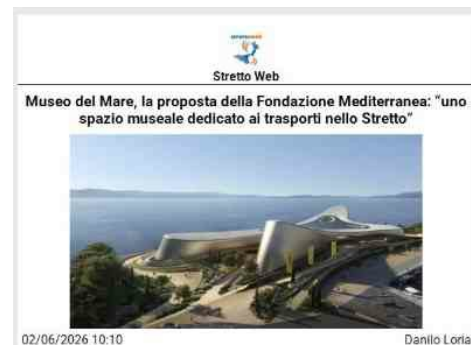 Stretto Web
Museo del Mare, la proposta della Fondazione Mediterranea: “uno
spazio museale dedicato ai trasporti nello Stretto”
02/06/2026 10:10
Danilo Loria